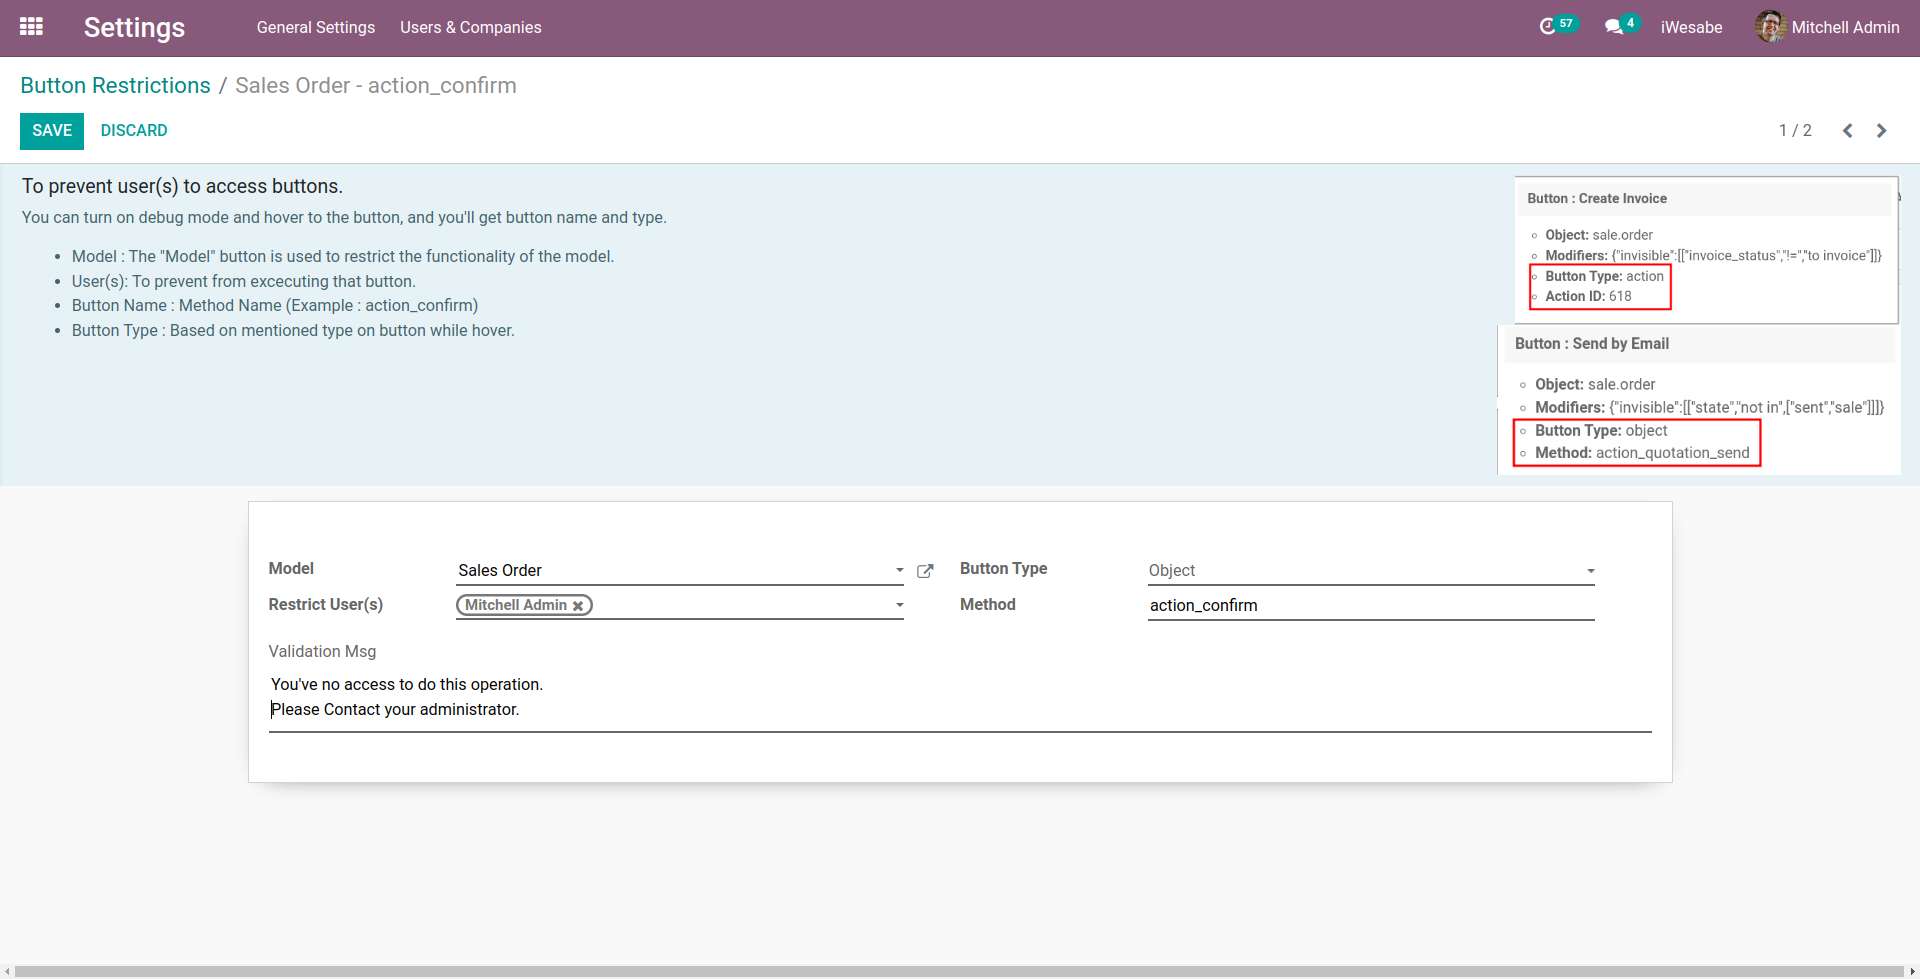 Settings General Settings Users & Companies 57 4 iWesabe Mitchell Admin
Button Restrictions / Sales Order - action_confirm
SAVE DISCARD 1 / 2
To prevent user(s) to access buttons.
You can turn on debug mode and hover to the button, and you'll get button name and type.
Model : The "Model" button is used to restrict the functionality of the model.
User(s): To prevent from excecuting that button.
Button Name : Method Name (Example : action_confirm)
Button Type : Based on mentioned type on button while hover.
Button : Create Invoice
Object: sale.order
Modifiers: {"invisible":[["invoice_status","!=","to invoice"]]}
Button Type: action
Action ID: 618
Button : Send by Email
Object: sale.order
Modifiers: {"invisible":[["state","not in",["sent","sale"]]]}
Button Type: object
Method: action_quotation_send
Model Sales Order Button Type Object
Restrict User(s) Mitchell Admin Method action_confirm
Validation Msg
You've no access to do this operation.
Please Contact your administrator.